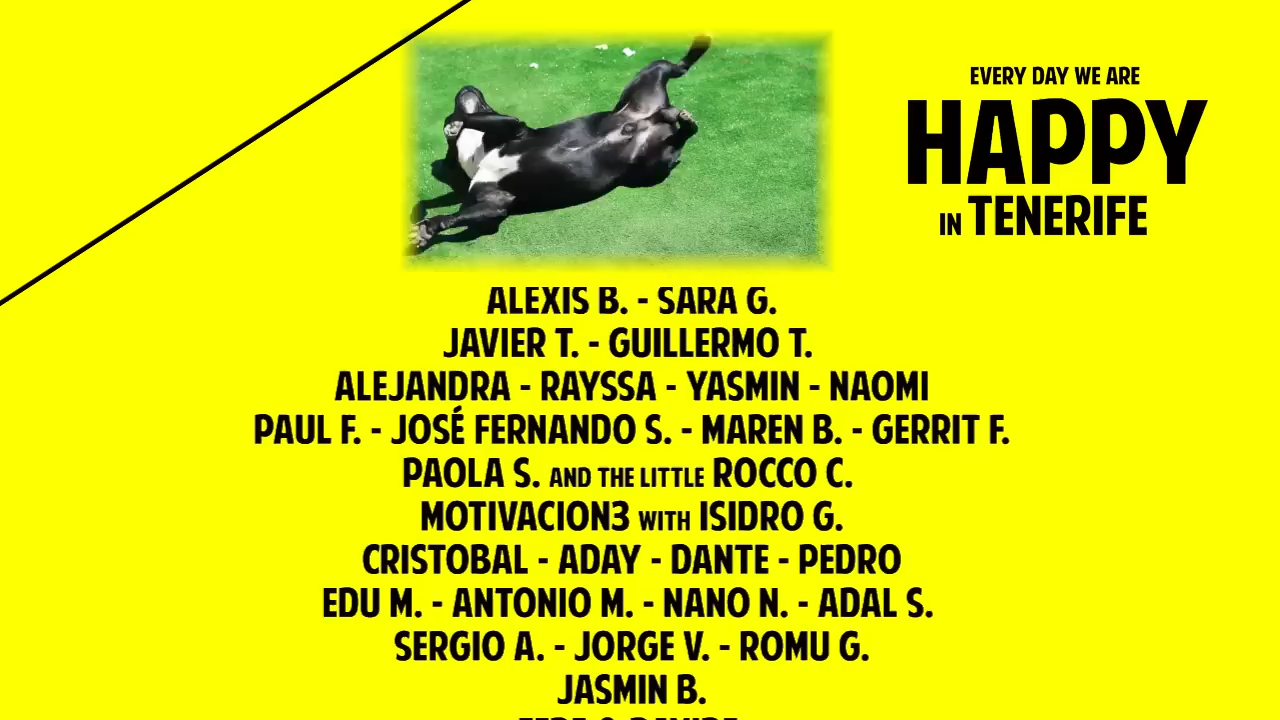 EVERY DAY WE ARE
HAPPY
IN TENERIFE
ALEXIS B. - SARA G.
JAVIER T. - GUILLERMO T.
ALEJANDRA - RAYSSA - YASMIN - NAOMI
PAUL F. - JOSÉ FERNANDO S. - MAREN B. - GERRIT F.
PAOLA S. AND THE LITTLE ROCCO C.
MOTIVACION3 WITH ISIDRO G.
CRISTOBAL - ADAY - DANTE - PEDRO
EDU M. - ANTONIO M. - NANO N. - ADAL S.
SERGIO A. - JORGE V. - ROMU G.
JASMIN B.